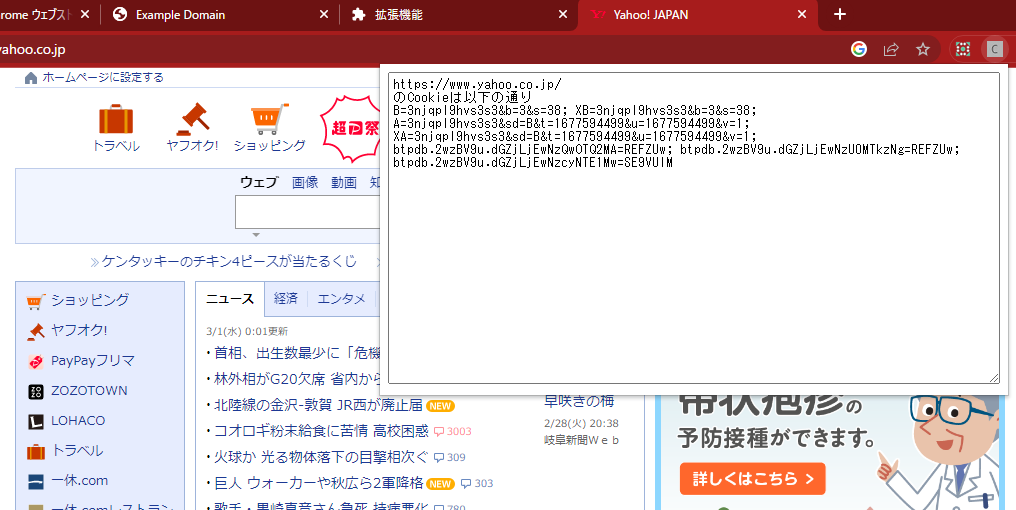 rome ウェブスト
Example Domain
拡張機能
Yahoo! JAPAN
yahoo.co.jp
G
C
ホームページに設定する
トラベル
ヤフオク!
ショッピング
超PayPay祭
ウェブ
画像
動画
知
ケンタッキーのチキン4ピースが当たるくじ
https://www.yahoo.co.jp/
のCookieは以下の通り
B=3njqpl9hvs3s3&b=3&s=38; XB=3njqpl9hvs3s3&b=3&s=38;
A=3njqpl9hvs3s3&sd=B&t=1677594499&u=1677594499&v=1;
XA=3njqpl9hvs3s3&sd=B&t=1677594499&u=1677594499&v=1;
btpdb.2wzBV9u.dGZjLjEwNzQwOTQ2MA=REFZUw; btpdb.2wzBV9u.dGZjLjEwNzU0MTkzNg=REFZUw;
btpdb.2wzBV9u.dGZjLjEwNzcyNTE1Mw=SE9VUlM
ショッピング
ヤフオク!
PayPayフリマ
ZOZOTOWN
LOHACO
トラベル
一休.com
一休.comレストラン
ニュース
経済
エンタメ
3/1(水) 0:01更新
・首相、出生数最少に「危機
・林外相がG20欠席 省内から
・北陸線の金沢-敦賀 JR西が廃止届 NEW
・コオロギ粉末給食に苦情 高校困惑 3003
・火球か 光る物体落下の目撃相次ぐ 309
・巨人 ウォーカーや秋広ら2軍降格 NEW 303
・歌手・黒崎真音さん急死 持病悪化 780
早咲きの梅
2/28(火) 20:38
岐阜新聞Ｗｅｂ
帯状疱疹の
予防接種ができます。
詳しくはこちら >